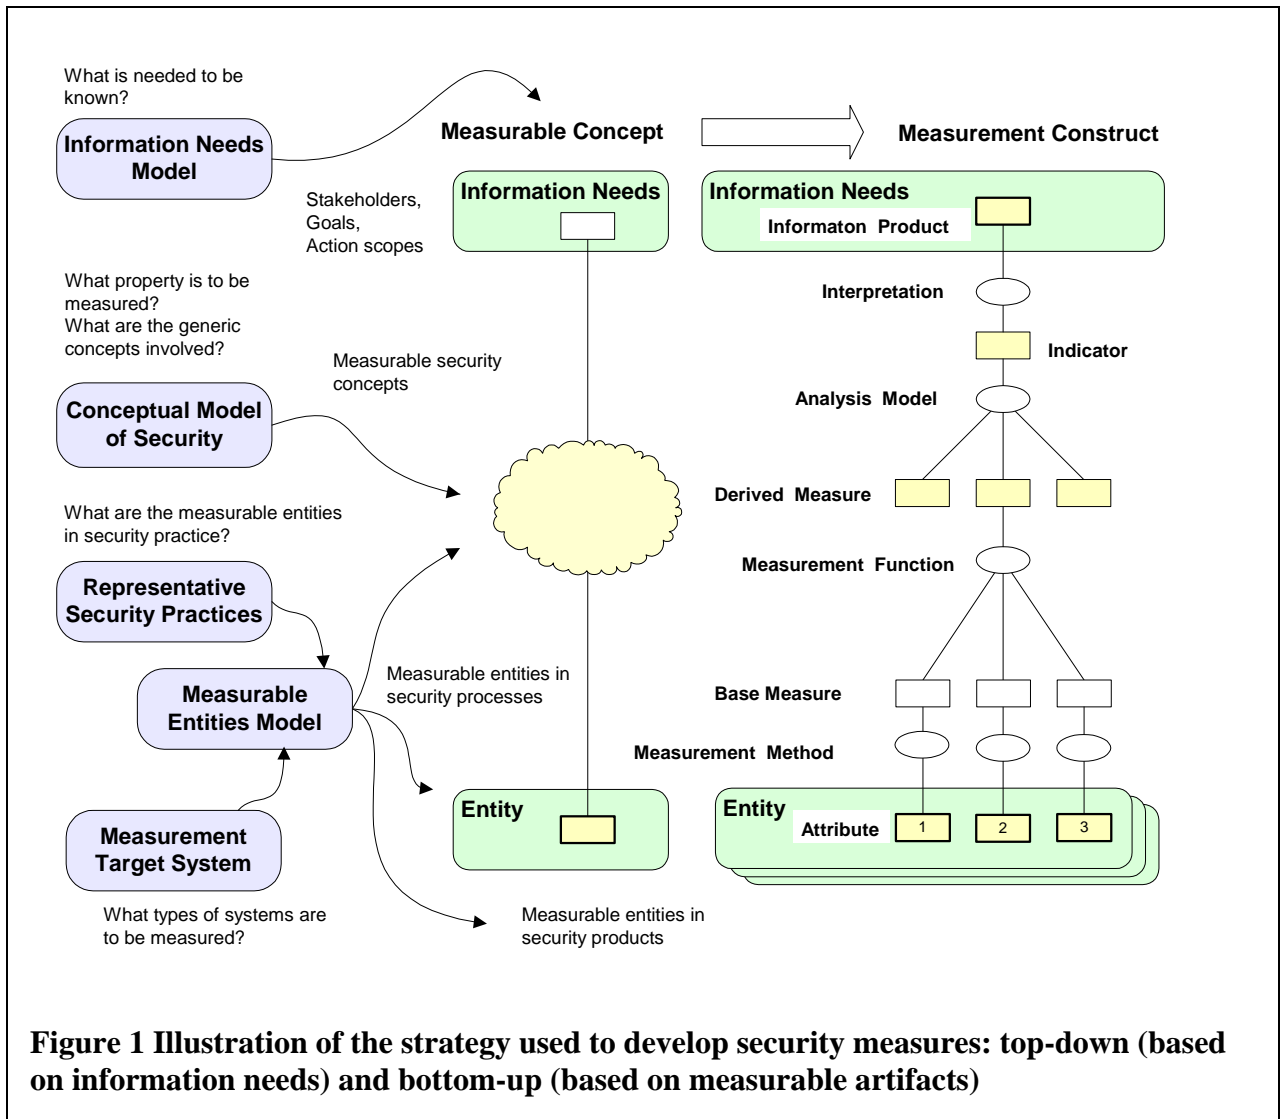 What is needed to be
known?
Information Needs
Model
Measurable Concept
Measurement Construct
Stakeholders,
Goals,
Action scopes
Information Needs
Information Needs
Informaton Product
What property is to be
measured?
What are the generic
concepts involved?
Interpretation
Indicator
Measurable security
concepts
Conceptual Model
of Security
Analysis Model
Derived Measure
What are the measurable entities
in security practice?
Measurement Function
Representative
Security Practices
Measurable entities in
security processes
Measurable
Entities Model
Base Measure
Measurement Method
Entity
Entity
Attribute
1
2
3
Measurement
Target System
What types of systems are
to be measured?
Measurable entities in
security products
Figure 1 Illustration of the strategy used to develop security measures: top-down (based
on information needs) and bottom-up (based on measurable artifacts)